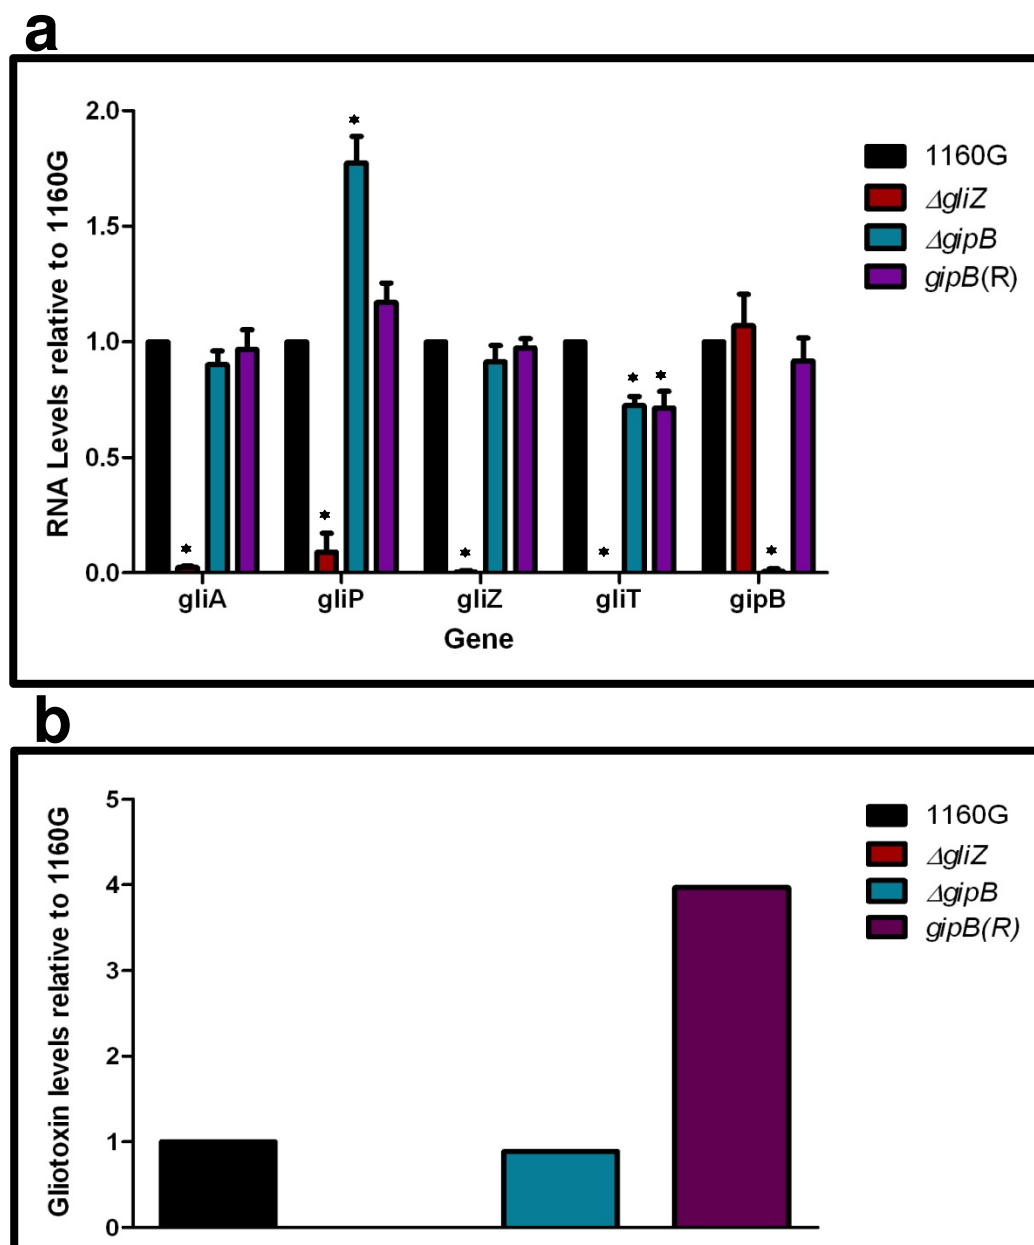 a
2.0
1.5
1.0
0.5
0.0
RNA Levels relative to 1160G
* * * * * * * *
gliA gliP gliZ gliT gipB
Gene
1160G
ΔgliZ
ΔgipB
gipB(R)
b
5
4
3
2
1
0
Gliotoxin levels relative to 1160G
1160G
ΔgliZ
ΔgipB
gipB(R)